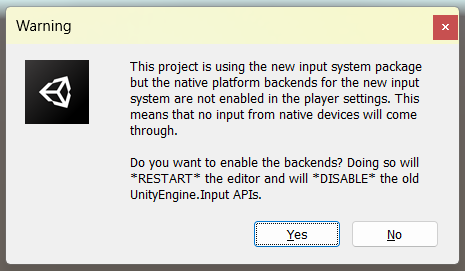 Warning
This project is using the new input system package
but the native platform backends for the new input
system are not enabled in the player settings. This
means that no input from native devices will come
through.
Do you want to enable the backends? Doing so will
*RESTART* the editor and will *DISABLE* the old
UnityEngine.Input APIs.
Yes
No